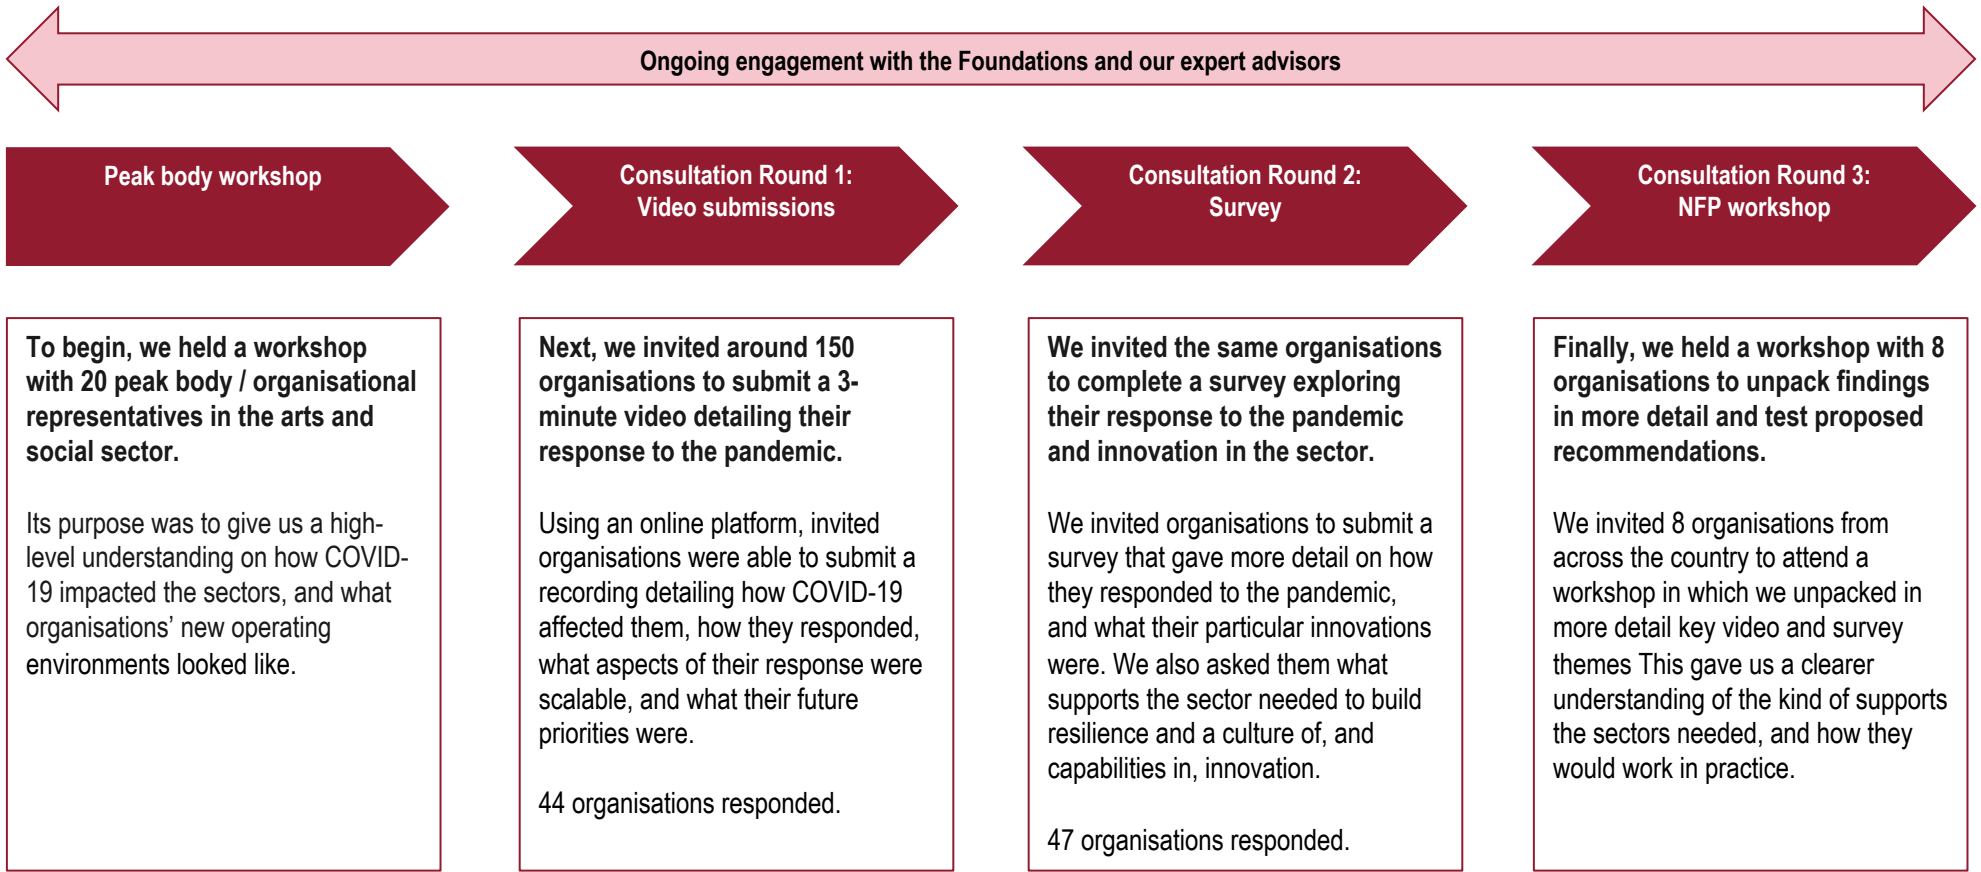 Ongoing engagement with the Foundations and our expert advisors
Peak body workshop
Consultation Round 1:
Video submissions
Consultation Round 2:
Survey
Consultation Round 3:
NFP workshop
To begin, we held a workshop
with 20 peak body / organisational
representatives in the arts and
social sector.
Its purpose was to give us a high-
level understanding on how COVID-
19 impacted the sectors, and what
organisations’ new operating
environments looked like.
Next, we invited around 150
organisations to submit a 3-
minute video detailing their
response to the pandemic.
Using an online platform, invited
organisations were able to submit a
recording detailing how COVID-19
affected them, how they responded,
what aspects of their response were
scalable, and what their future
priorities were.
44 organisations responded.
We invited the same organisations
to complete a survey exploring
their response to the pandemic
and innovation in the sector.
We invited organisations to submit a
survey that gave more detail on how
they responded to the pandemic,
and what their particular innovations
were. We also asked them what
supports the sector needed to build
resilience and a culture of, and
capabilities in, innovation.
47 organisations responded.
Finally, we held a workshop with 8
organisations to unpack findings
in more detail and test proposed
recommendations.
We invited 8 organisations from
across the country to attend a
workshop in which we unpacked in
more detail key video and survey
themes This gave us a clearer
understanding of the kind of supports
the sectors needed, and how they
would work in practice.